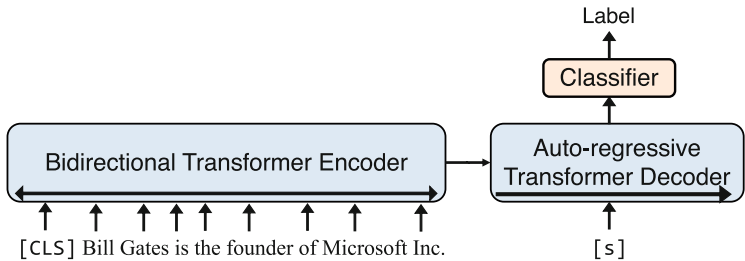 Label
Classifier
Bidirectional Transformer Encoder
Auto-regressive
Transformer Decoder
[CLS] Bill Gates is the founder of Microsoft Inc.
[s]